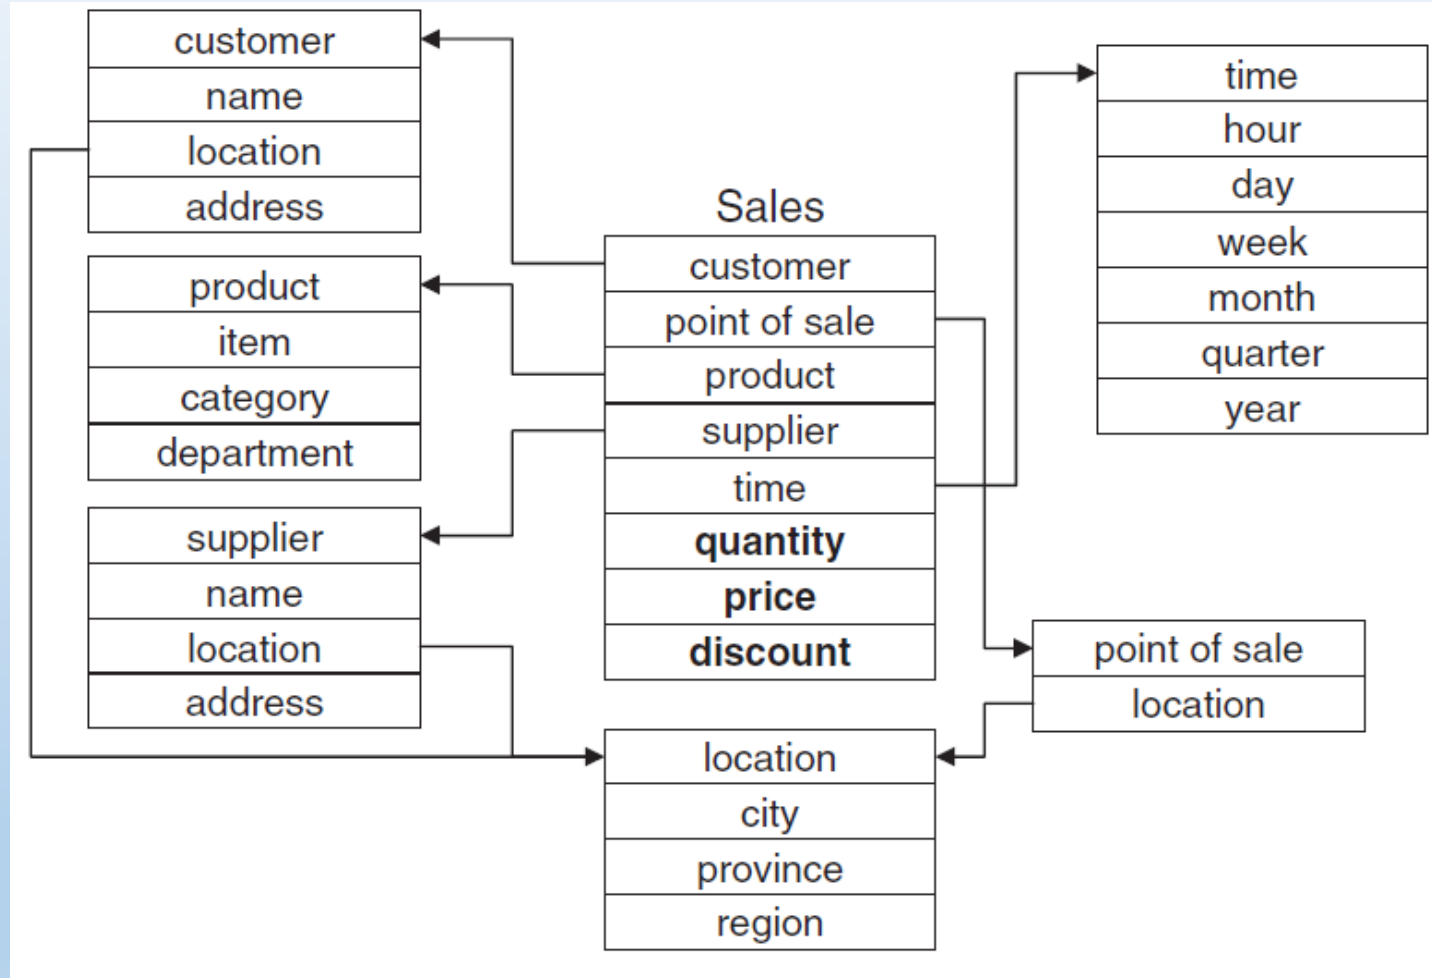 customer
name
location
address
product
item
category
department
supplier
name
location
address
Sales
customer
point of sale
product
supplier
time
quantity
price
discount
location
city
province
region
time
hour
day
week
month
quarter
year
point of sale
location